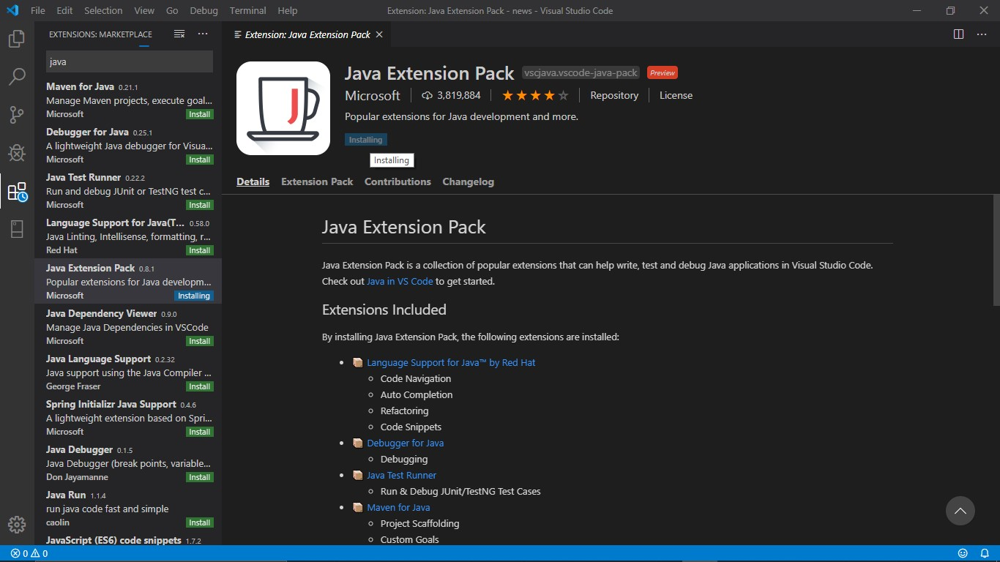 File Edit Selection View Go Debug Terminal Help
Extension: Java Extension Pack - news - Visual Studio Code
EXTENSIONS: MARKETPLACE
java
Maven for Java 0.21.1
Manage Maven projects, execute goal...
Microsoft Install
Debugger for Java 0.25.1
A lightweight Java debugger for Visua...
Microsoft Install
Java Test Runner 0.22.2
Run and debug JUnit or TestNG test c...
Microsoft Install
Language Support for Java(T... 0.58.0
Java Linting, Intellisense, formatting, r...
Red Hat Install
Java Extension Pack 0.8.1
Popular extensions for Java developm...
Microsoft Installing
Java Dependency Viewer 0.9.0
Manage Java Dependencies in VSCode
Microsoft Install
Java Language Support 0.2.32
Java support using the Java Compiler ...
George Fraser Install
Spring Initializr Java Support 0.4.6
A lightweight extension based on Spri...
Microsoft Install
Java Debugger 0.1.5
Java Debugger (break points, variable...
Don Jayamanne Install
Java Run 1.1.4
run java code fast and simple
caolin Install
JavaScript (ES6) code snippets 1.7.2
Extension: Java Extension Pack
J
Java Extension Pack vscjava.vscode-java-pack Preview
Microsoft 3,819,884 Repository License
Popular extensions for Java development and more.
Installing
Installing
Details Extension Pack Contributions Changelog
Java Extension Pack
Java Extension Pack is a collection of popular extensions that can help write, test and debug Java applications in Visual Studio Code.
Check out Java in VS Code to get started.
Extensions Included
By installing Java Extension Pack, the following extensions are installed:
Language Support for Java™ by Red Hat
Code Navigation
Auto Completion
Refactoring
Code Snippets
Debugger for Java
Debugging
Java Test Runner
Run & Debug JUnit/TestNG Test Cases
Maven for Java
Project Scaffolding
Custom Goals
0 0